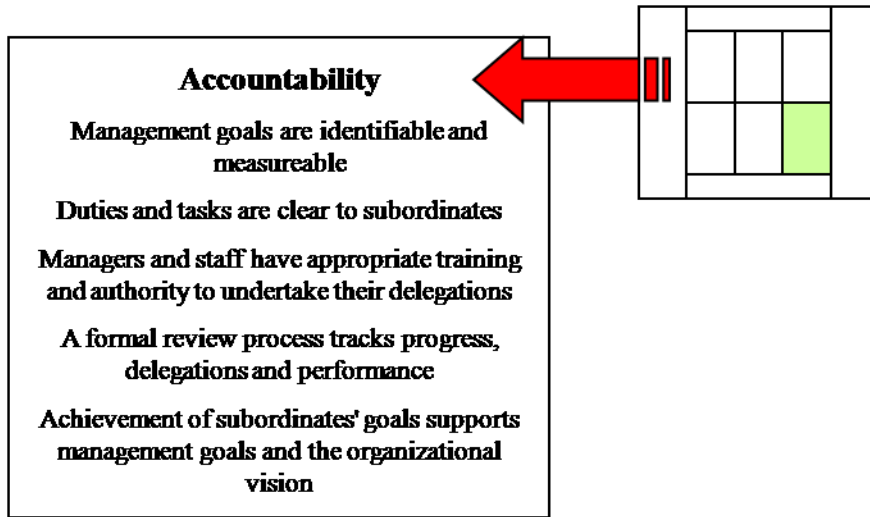 Accountability
Management goals are identifiable and
measureable
Duties and tasks are clear to subordinates
Managers and staff have appropriate training
and authority to undertake their delegations
A formal review process tracks progress,
delegations and performance
Achievement of subordinates' goals supports
management goals and the organizational
vision